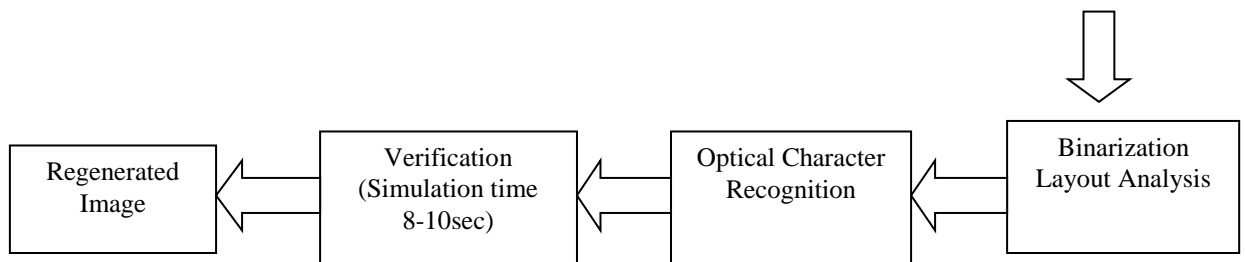 Regenerated
Image
Verification
(Simulation time
8-10sec)
Optical Character
Recognition
Binarization
Layout Analysis